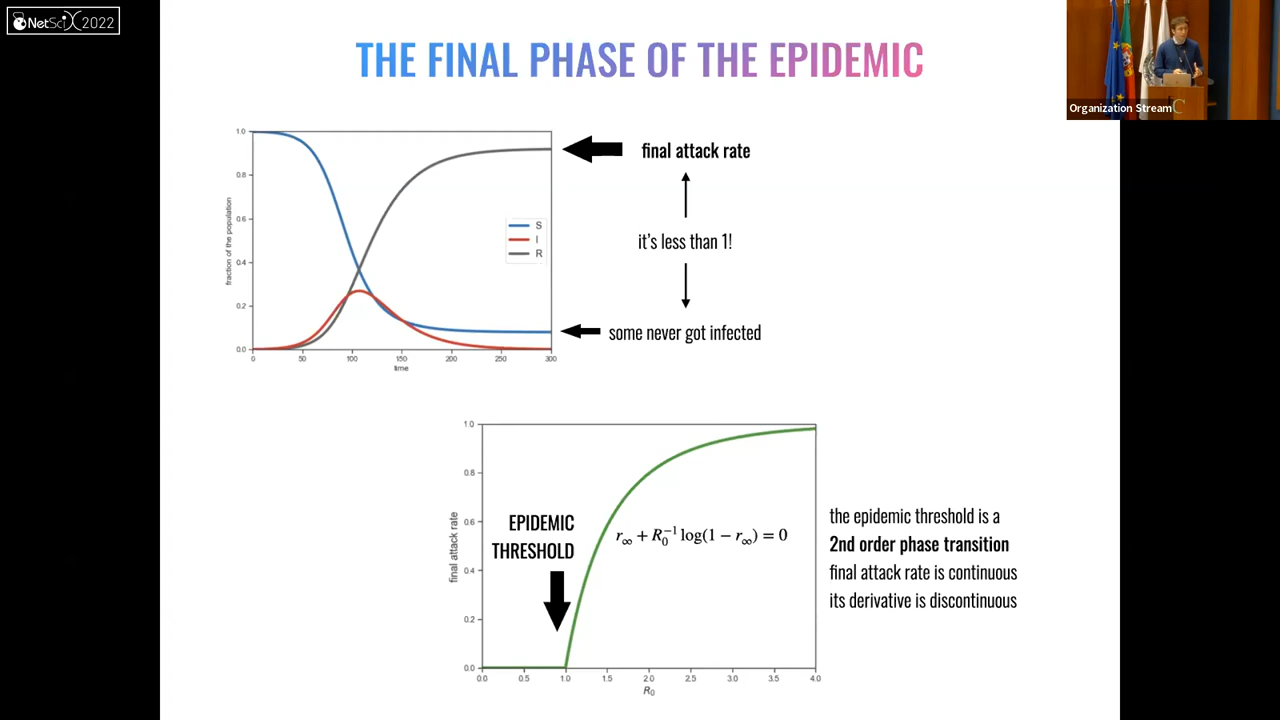 NetSciX 2022
THE FINAL PHASE OF THE EPIDEMIC
Organization Stream
1.0
0.8
0.6
0.4
0.2
0.0
fraction of the population
0 50 100 150 200 250 300
time
S
I
R
final attack rate
it's less than 1!
some never got infected
1.0
0.8
0.6
0.4
0.2
0.0
final attack rate
0.0 0.5 1.0 1.5 2.0 2.5 3.0 3.5 4.0
R₀
EPIDEMIC
THRESHOLD
r∞ + R₀⁻¹ log(1 − r∞) = 0
the epidemic threshold is a
2nd order phase transition
final attack rate is continuous
its derivative is discontinuous